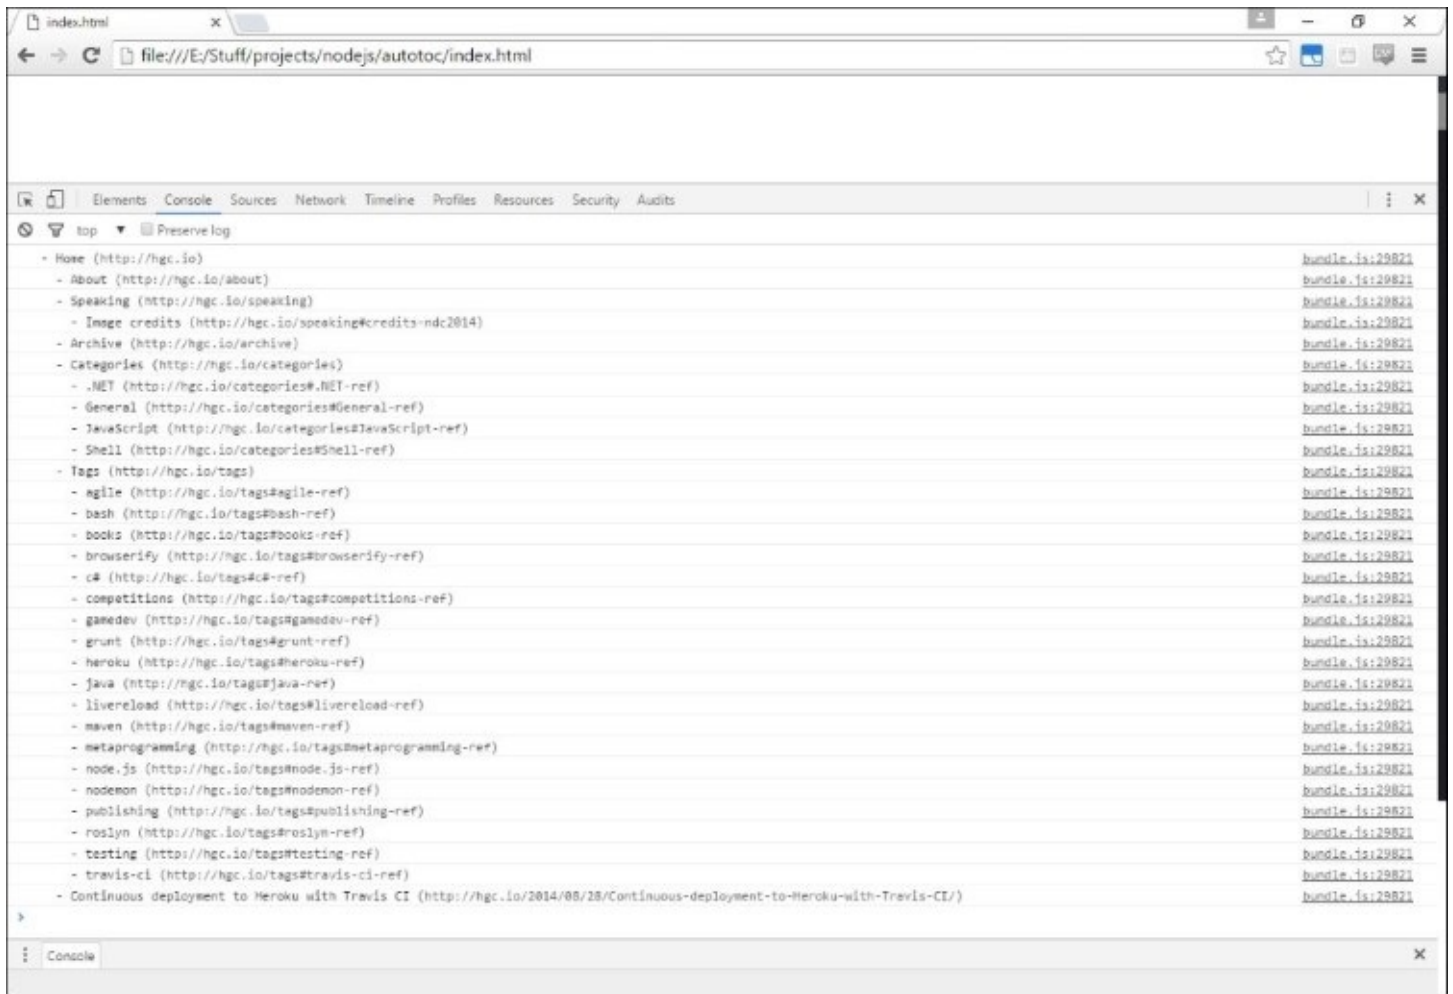 index.html
file:///E:/Stuff/projects/nodejs/autotoc/index.html
Elements Console Sources Network Timeline Profiles Resources Security Audits
top ▼ Preserve log
- Home (http://hgc.io) bundle.js:29821
- About (http://hgc.io/about) bundle.js:29821
- Speaking (http://hgc.io/speaking) bundle.js:29821
- Image credits (http://hgc.io/speaking#credits-ndc2014) bundle.js:29821
- Archive (http://hgc.io/archive) bundle.js:29821
- Categories (http://hgc.io/categories) bundle.js:29821
- .NET (http://hgc.io/categories#.NET-ref) bundle.js:29821
- General (http://hgc.io/categories#General-ref) bundle.js:29821
- JavaScript (http://hgc.io/categories#JavaScript-ref) bundle.js:29821
- Shell (http://hgc.io/categories#Shell-ref) bundle.js:29821
- Tags (http://hgc.io/tags) bundle.js:29821
- agile (http://hgc.io/tags#agile-ref) bundle.js:29821
- bash (http://hgc.io/tags#bash-ref) bundle.js:29821
- books (http://hgc.io/tags#books-ref) bundle.js:29821
- browserify (http://hgc.io/tags#browserify-ref) bundle.js:29821
- c# (http://hgc.io/tags#c#-ref) bundle.js:29821
- competitions (http://hgc.io/tags#competitions-ref) bundle.js:29821
- gamedev (http://hgc.io/tags#gamedev-ref) bundle.js:29821
- grunt (http://hgc.io/tags#grunt-ref) bundle.js:29821
- heroku (http://hgc.io/tags#heroku-ref) bundle.js:29821
- java (http://hgc.io/tags#java-ref) bundle.js:29821
- livereload (http://hgc.io/tags#livereload-ref) bundle.js:29821
- maven (http://hgc.io/tags#maven-ref) bundle.js:29821
- metaprogramming (http://hgc.io/tags#metaprogramming-ref) bundle.js:29821
- node.js (http://hgc.io/tags#node.js-ref) bundle.js:29821
- nodemon (http://hgc.io/tags#nodemon-ref) bundle.js:29821
- publishing (http://hgc.io/tags#publishing-ref) bundle.js:29821
- roslyn (http://hgc.io/tags#roslyn-ref) bundle.js:29821
- testing (http://hgc.io/tags#testing-ref) bundle.js:29821
- travis-ci (http://hgc.io/tags#travis-ci-ref) bundle.js:29821
- Continuous deployment to Heroku with Travis CI (http://hgc.io/2014/08/28/Continuous-deployment-to-Heroku-with-Travis-CI/) bundle.js:29821
>
Console